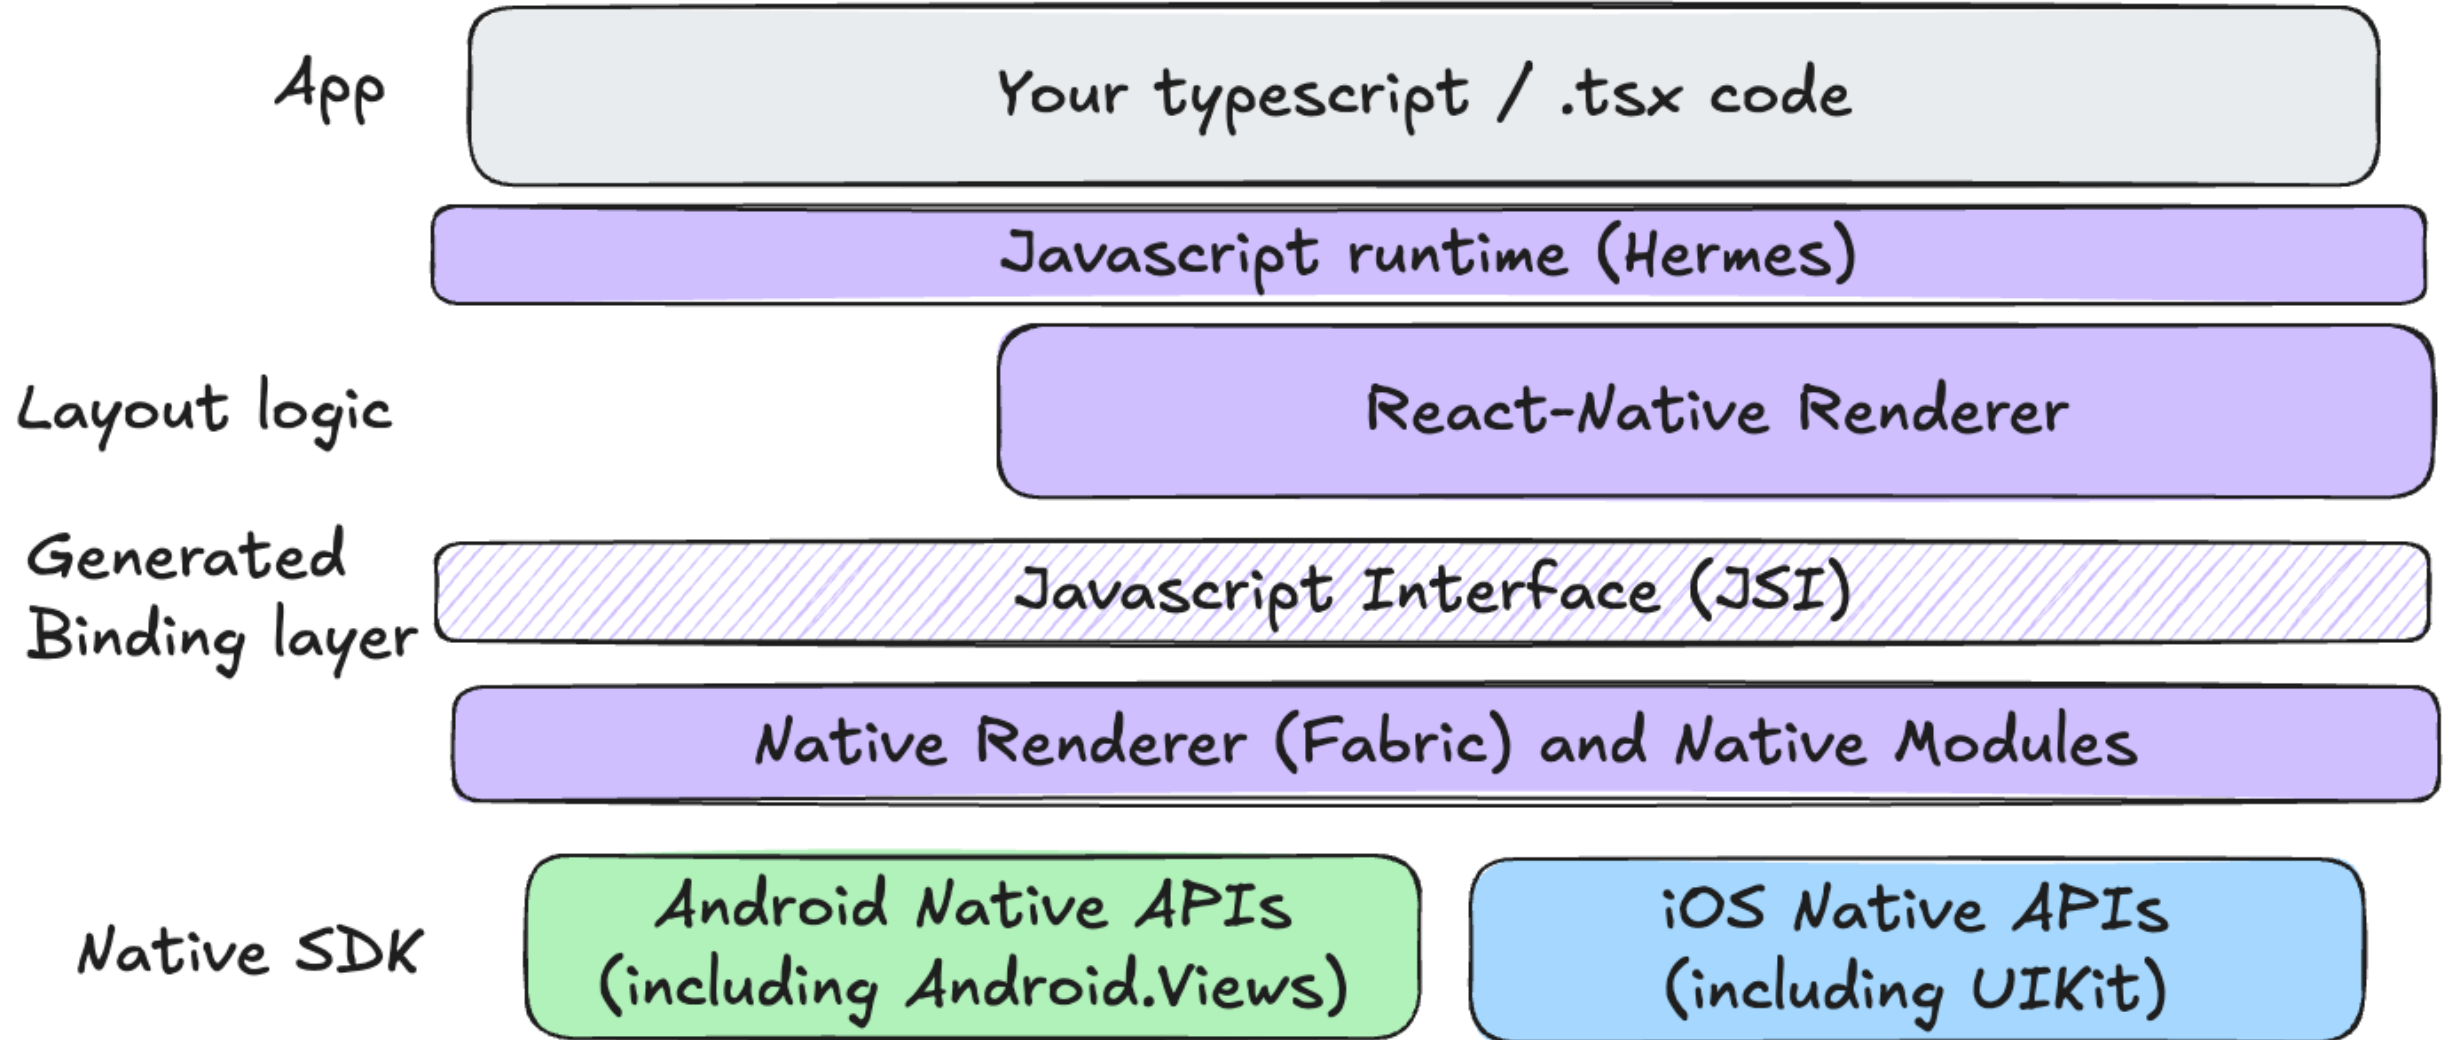 App
Your typescript / .tsx code
Javascript runtime (Hermes)
Layout logic
React-Native Renderer
Generated
Binding layer
Javascript Interface (JSI)
Native Renderer (Fabric) and Native Modules
Native SDK
Android Native APIs
(including Android.Views)
iOS Native APIs
(including UIKit)